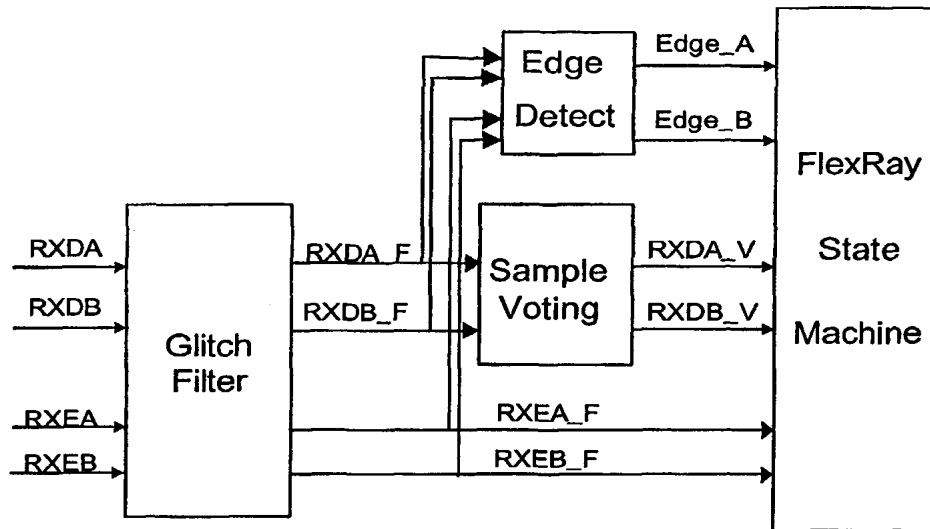 Edge
Detect
Edge_A
Edge_B
FlexRay
State
Machine
RXDA
RXDB
RXEA
RXEB
Glitch
Filter
RXDA_F
RXDB_F
Sample
Voting
RXDA_V
RXDB_V
RXEA_F
RXEB_F